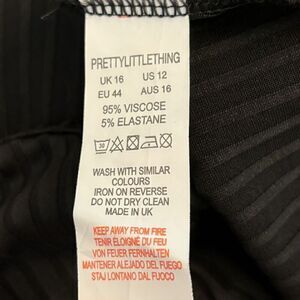 PRETTYLITTLETHING
UK 16 US 12
EU 44 AUS 16
95% VISCOSE
5% ELASTANE
30
WASH WITH SIMILAR
COLOURS
IRON ON REVERSE
DO NOT DRY CLEAN
MADE IN UK
KEEP AWAY FROM FIRE
TENIR ELOIGNÉ DU FEU
VON FEUER FERNHALTEN
MANTENER ALEJADO DEL FUEGO
STAJ LONTANO DAL FUOCO